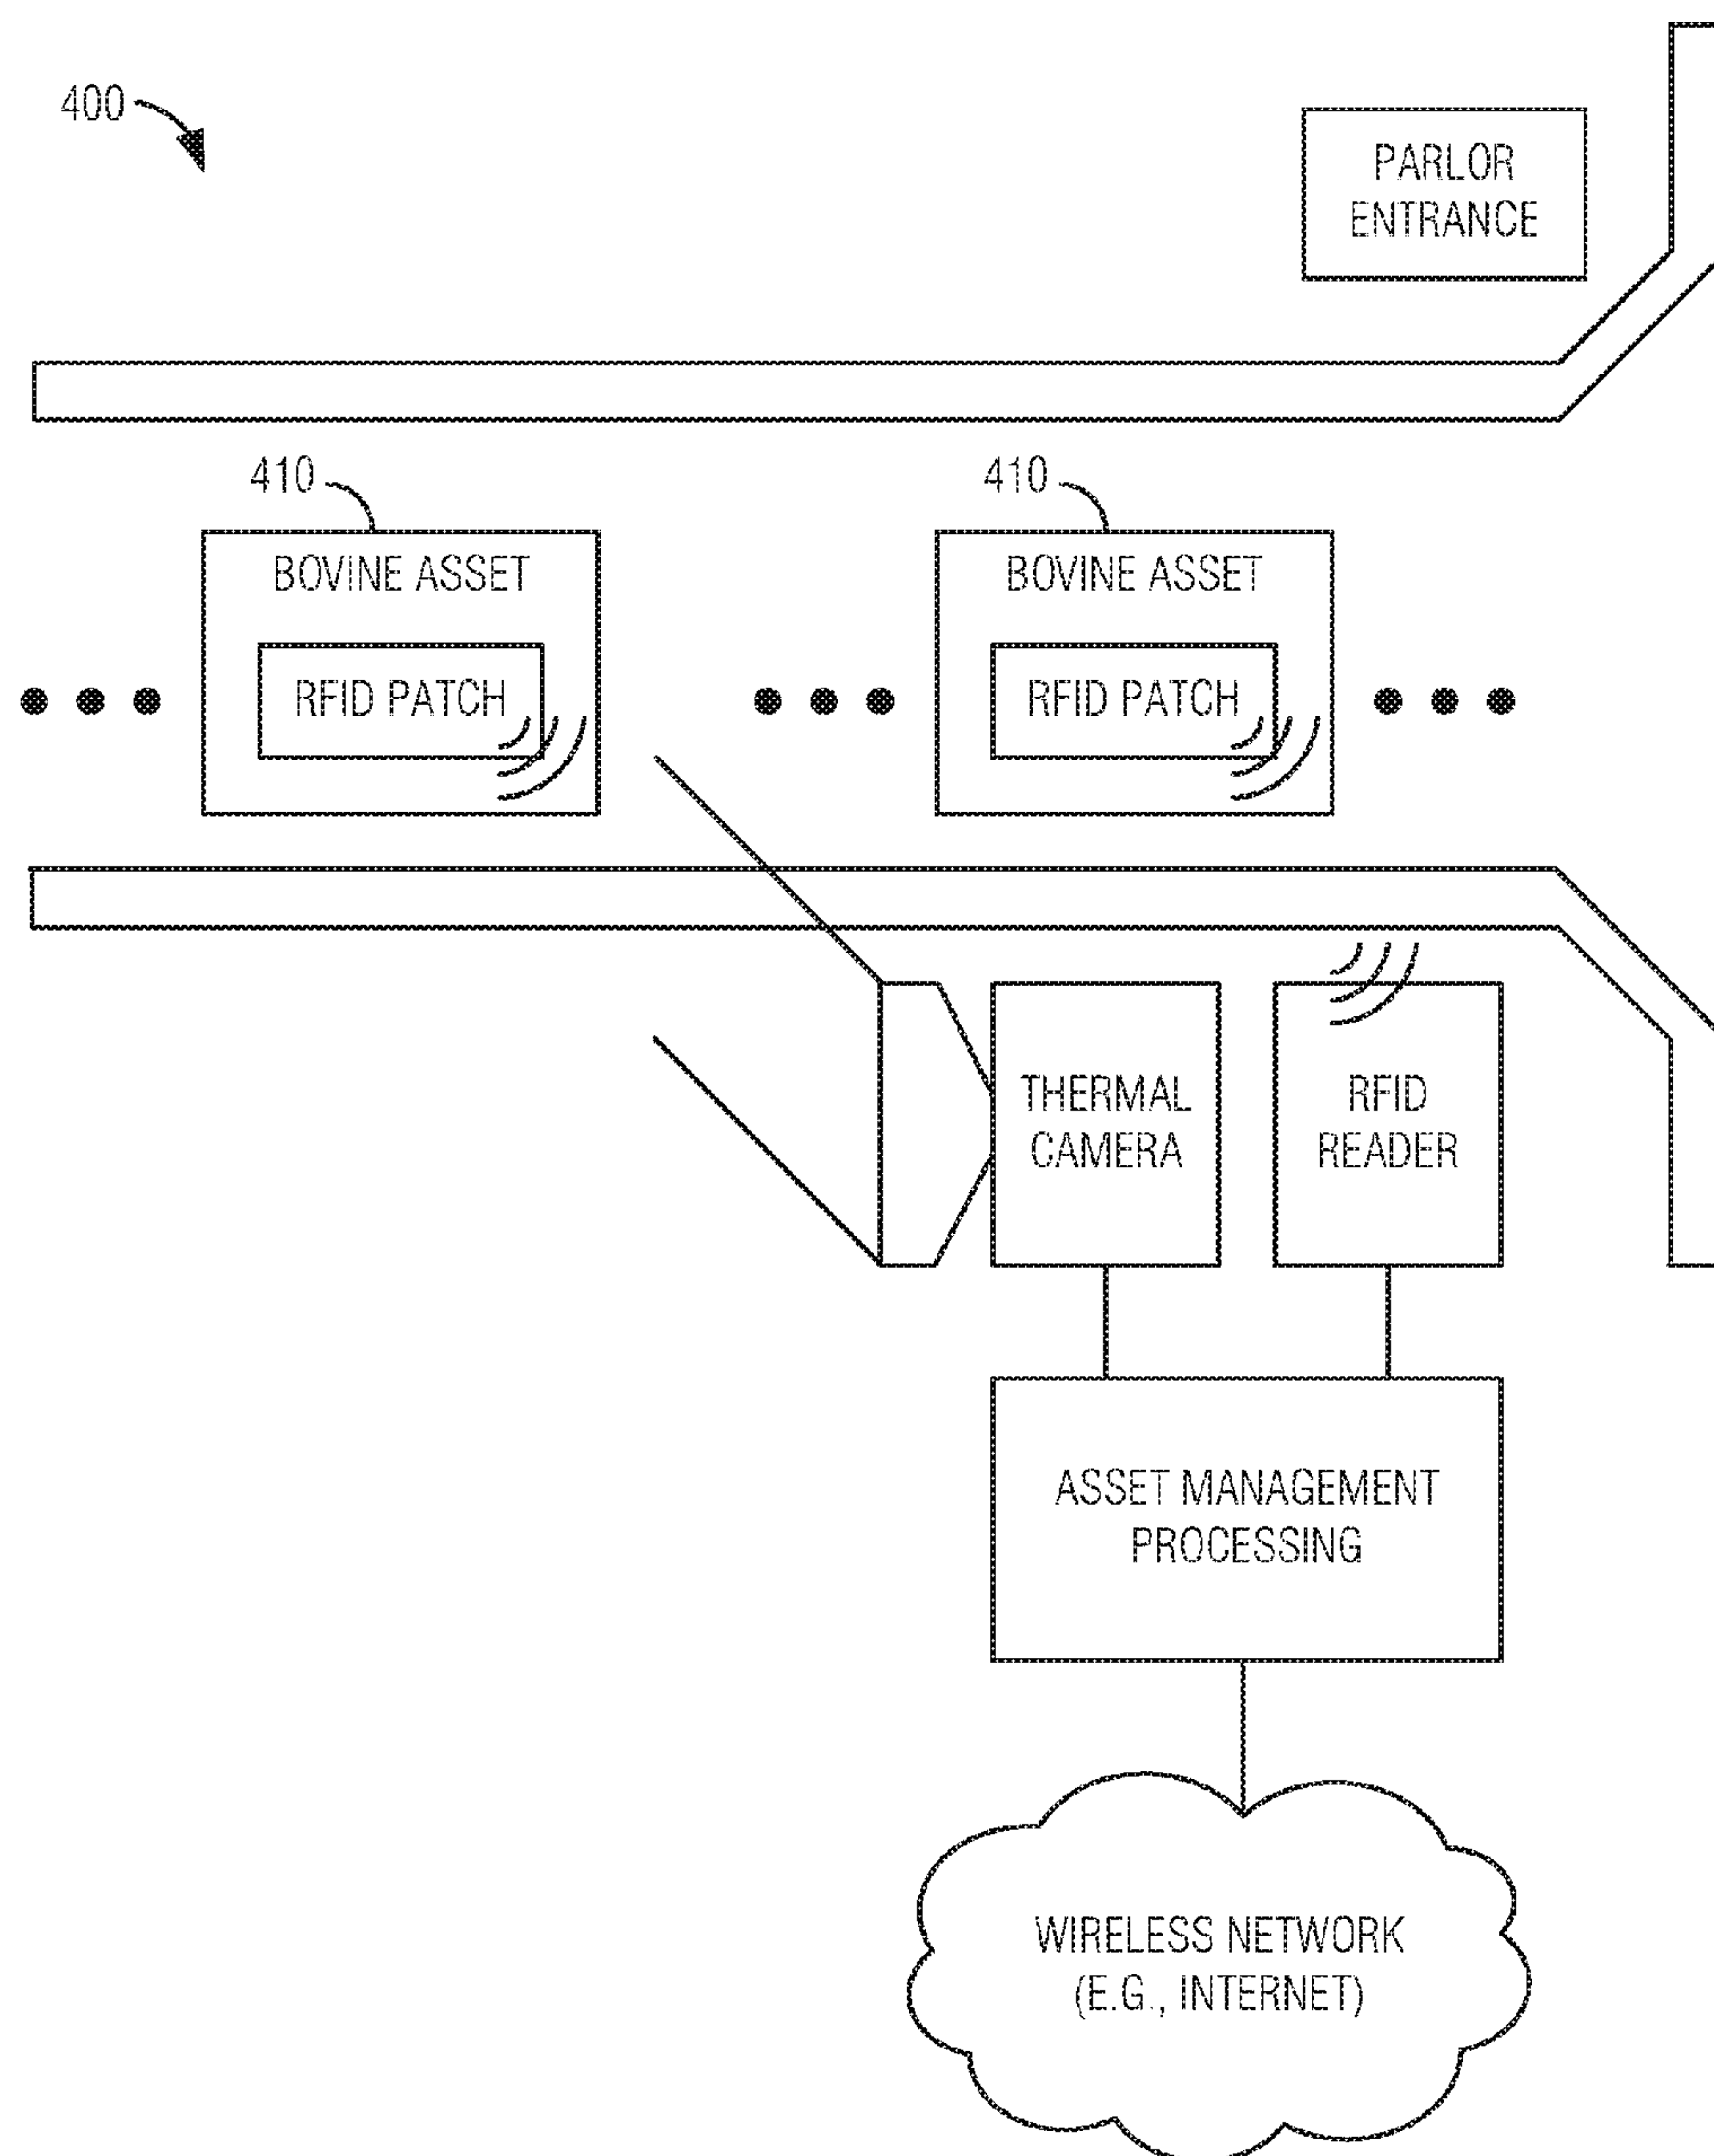 400
PARLOR
ENTRANCE
410
410
BOVINE ASSET
BOVINE ASSET
RFID PATCH
RFID PATCH
THERMAL
CAMERA
RFID
READER
ASSET MANAGEMENT
PROCESSING
WIRELESS NETWORK
(E.G., INTERNET)